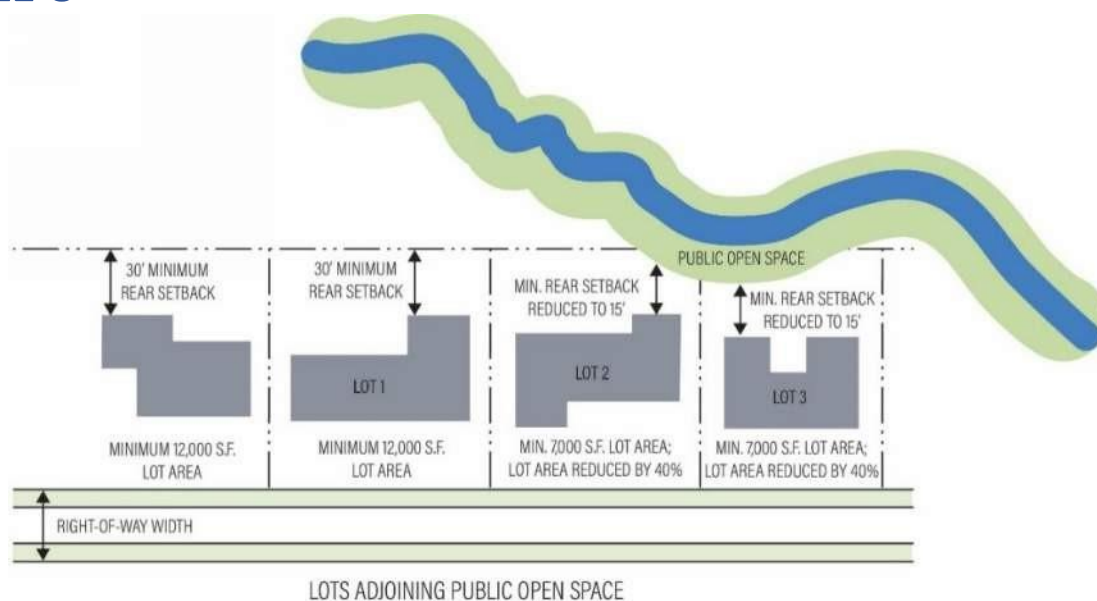 PUBLIC OPEN SPACE
30' MINIMUM
REAR SETBACK
30' MINIMUM
REAR SETBACK
MIN. REAR SETBACK
REDUCED TO 15'
MIN. REAR SETBACK
REDUCED TO 15'
LOT 1
LOT 2
LOT 3
MINIMUM 12,000 S.F.
LOT AREA
MINIMUM 12,000 S.F.
LOT AREA
MIN. 7,000 S.F. LOT AREA;
LOT AREA REDUCED BY 40%
MIN. 7,000 S.F. LOT AREA;
LOT AREA REDUCED BY 40%
RIGHT-OF-WAY WIDTH
LOTS ADJOINING PUBLIC OPEN SPACE